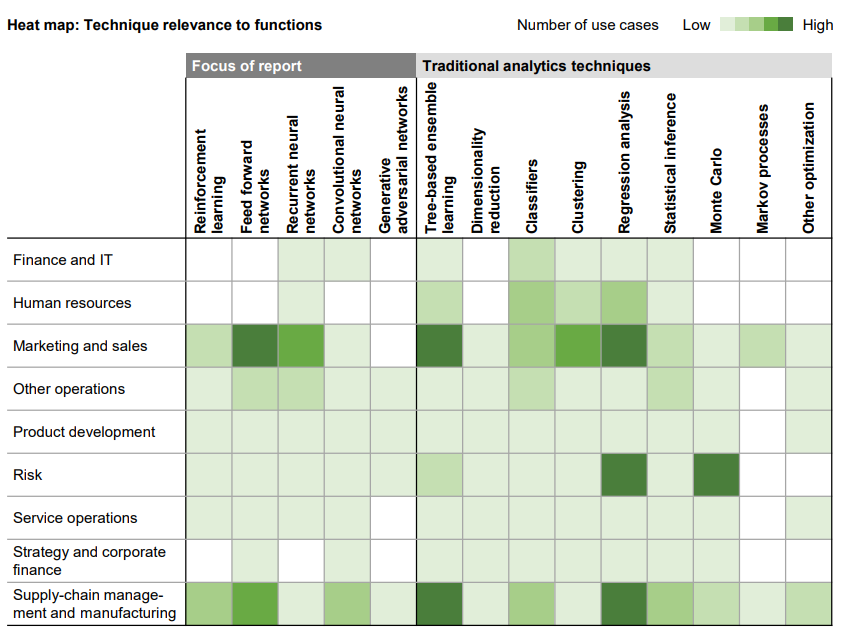 Heat map: Technique relevance to functions
Number of use cases Low High
Focus of report
Traditional analytics techniques
Reinforcement
learning
Feed forward
networks
Recurrent neural
networks
Convolutional neural
networks
Generative
adversarial networks
Tree-based ensemble
learning
Dimensionality
reduction
Classifiers
Clustering
Regression analysis
Statistical inference
Monte Carlo
Markov processes
Other optimization
Finance and IT
Human resources
Marketing and sales
Other operations
Product development
Risk
Service operations
Strategy and corporate
finance
Supply-chain manage-
ment and manufacturing